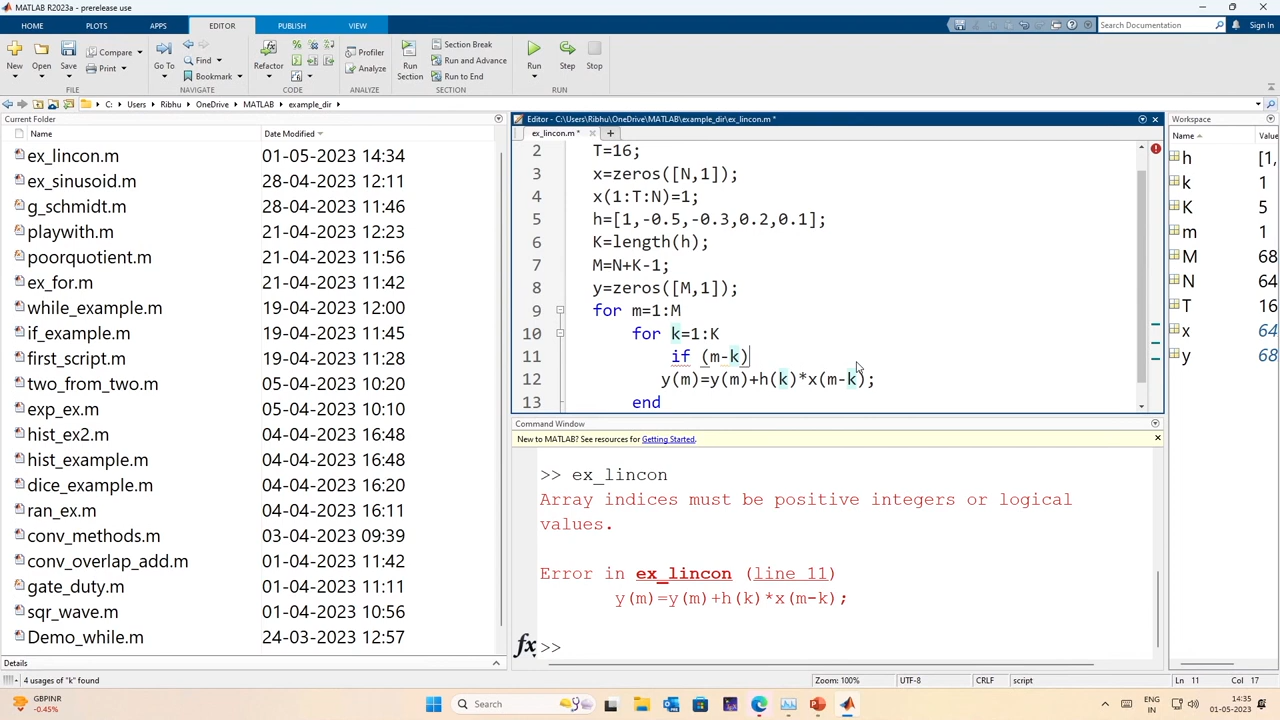 MATLAB R2023a - prerelease use
HOME PLOTS APPS EDITOR PUBLISH VIEW
Search Documentation
Sign In
New Open Save Compare Print
Go To Find Bookmark
Refactor
Profiler Analyze
Run Section Section Break Run and Advance Run to End
Run Step Stop
FILE NAVIGATE CODE ANALYZE SECTION RUN
C: Users Ribhu OneDrive MATLAB example_dir
Current Folder
Name Date Modified
ex_lincon.m 01-05-2023 14:34
ex_sinusoid.m 28-04-2023 12:11
g_schmidt.m 28-04-2023 11:46
playwith.m 21-04-2023 12:23
poorquotient.m 21-04-2023 11:56
ex_for.m 21-04-2023 11:42
while_example.m 19-04-2023 12:00
if_example.m 19-04-2023 11:45
first_script.m 19-04-2023 11:28
two_from_two.m 05-04-2023 12:40
exp_ex.m 05-04-2023 12:10
hist_ex2.m 04-04-2023 16:48
hist_example.m 04-04-2023 16:48
dice_example.m 04-04-2023 16:20
ran_ex.m 04-04-2023 16:11
conv_methods.m 03-04-2023 09:39
conv_overlap_add.m 01-04-2023 11:42
gate_duty.m 01-04-2023 11:11
sqr_wave.m 01-04-2023 10:56
Demo_while.m 24-03-2023 12:57
Details
4 usages of "k" found
Editor - C:\Users\Ribhu\OneDrive\MATLAB\example_dir\ex_lincon.m *
ex_lincon.m *
2 T=16;
3 x=zeros([N,1]);
4 x(1:T:N)=1;
5 h=[1,-0.5,-0.3,0.2,0.1];
6 K=length(h);
7 M=N+K-1;
8 y=zeros([M,1]);
9 for m=1:M
10 for k=1:K
11 if (m-k)
12 y(m)=y(m)+h(k)*x(m-k);
13 end
Command Window
New to MATLAB? See resources for Getting Started.
>> ex_lincon
Array indices must be positive integers or logical
values.
Error in ex_lincon (line 11)
y(m)=y(m)+h(k)*x(m-k);
fx >>
Workspace
Name Value
h [1,
k 1
K 5
m 1
M 68
N 64
T 16
x 64
y 68
Zoom: 100% UTF-8 CRLF script Ln 11 Col 17
GBPINR
-0.45%
Search
ENG
IN
14:35
01-05-2023